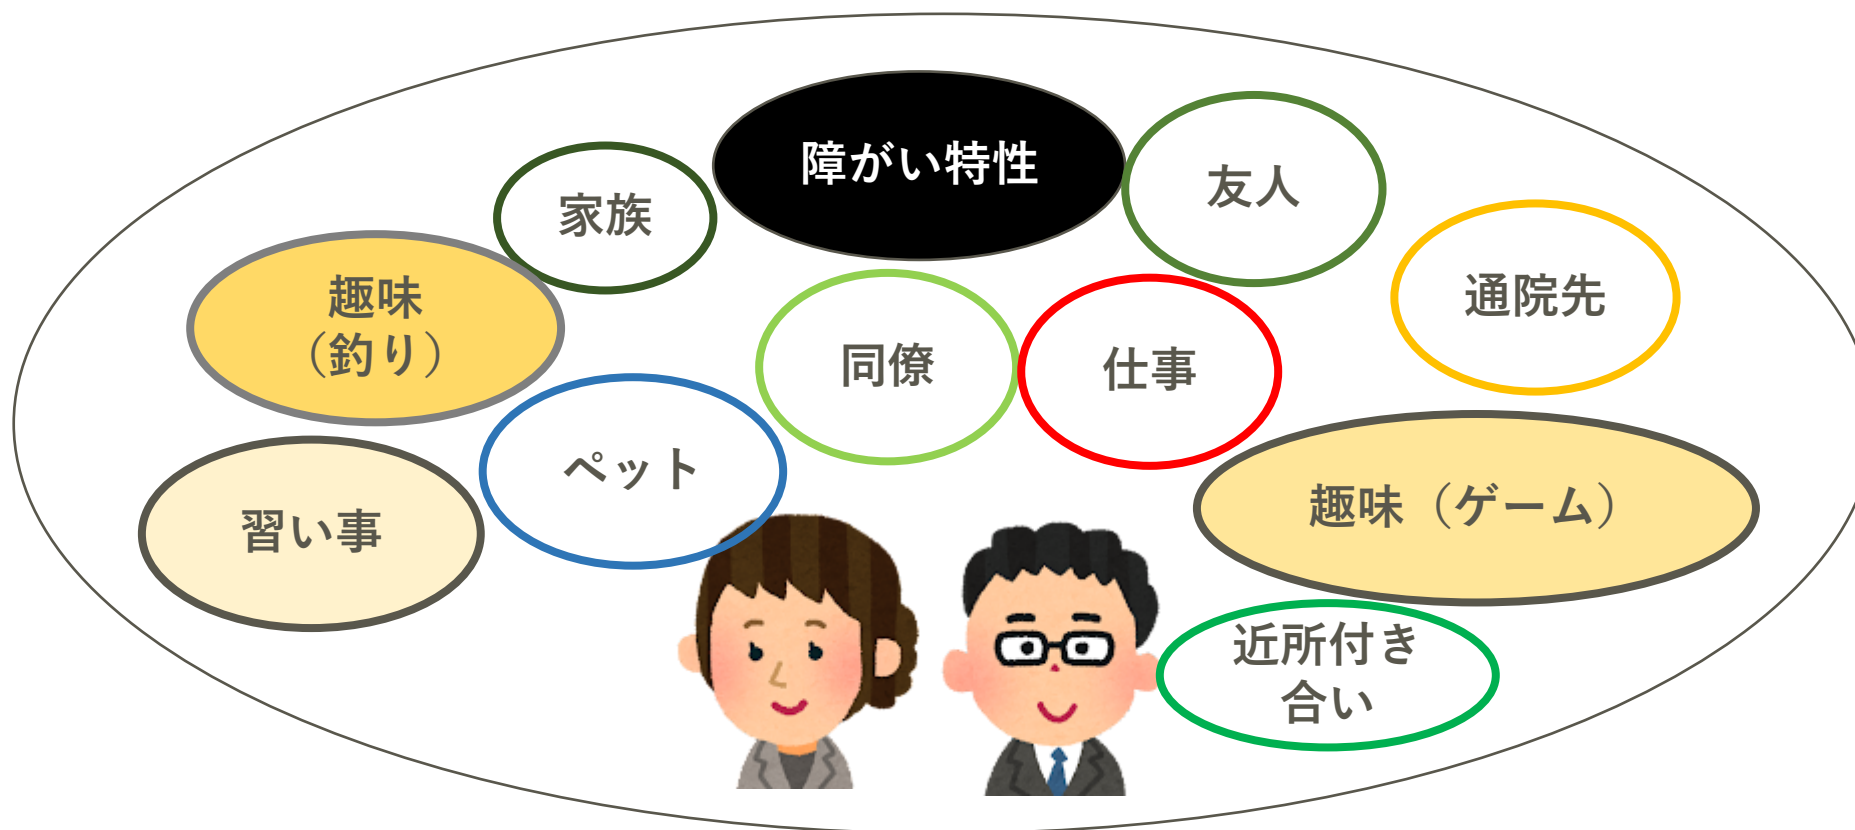 障がい特性
友人
家族
通院先
趣味
（釣り）
同僚
仕事
ペット
趣味（ゲーム）
習い事
近所付き
合い